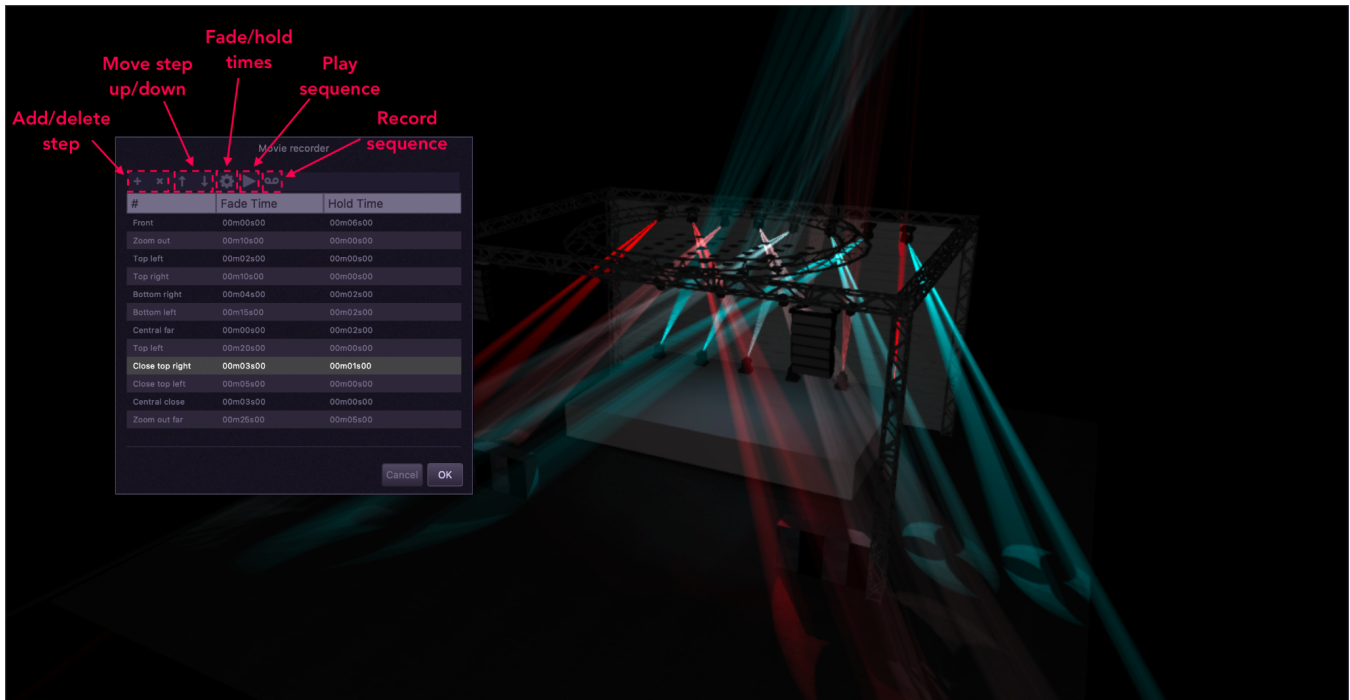 Fade/hold
times
Move step
up/down
Play
sequence
Add/delete
step
Record
sequence
Movie recorder
# Fade Time Hold Time
Front 00m00s00 00m06s00
Zoom out 00m10s00 00m00s00
Top left 00m02s00 00m00s00
Top right 00m10s00 00m00s00
Bottom right 00m04s00 00m02s00
Bottom left 00m15s00 00m02s00
Central far 00m00s00 00m02s00
Top left 00m20s00 00m00s00
Close top right 00m03s00 00m01s00
Close top left 00m05s00 00m00s00
Central close 00m03s00 00m00s00
Zoom out far 00m25s00 00m05s00
Cancel OK